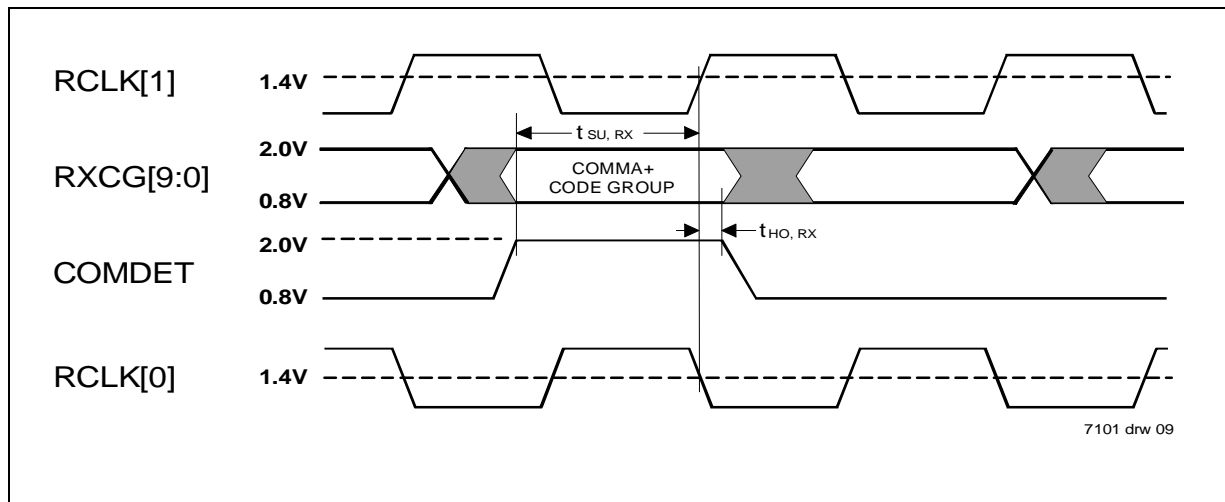 RCLK[1]
1.4V
t SU, RX
RXCG[9:0]
2.0V
0.8V
COMMA+
CODE GROUP
t HO, RX
COMDET
2.0V
0.8V
RCLK[0]
1.4V
7101 drw 09